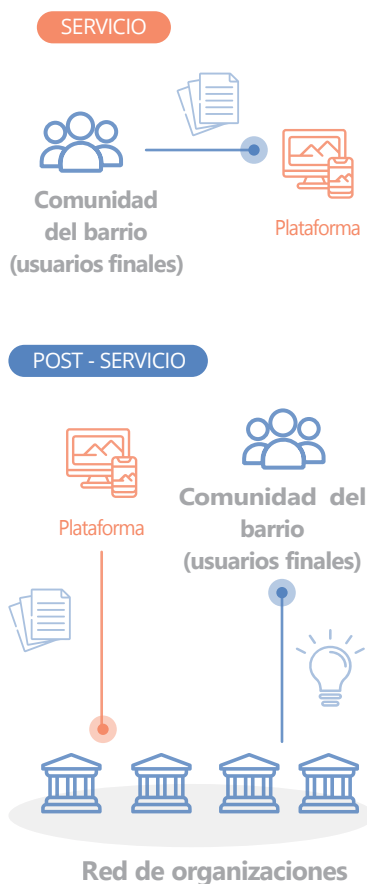 SERVICIO
Comunidad
del barrio
(usuarios finales)
Plataforma
POST - SERVICIO
Plataforma
Comunidad del
barrio
(usuarios finales)
Red de organizaciones